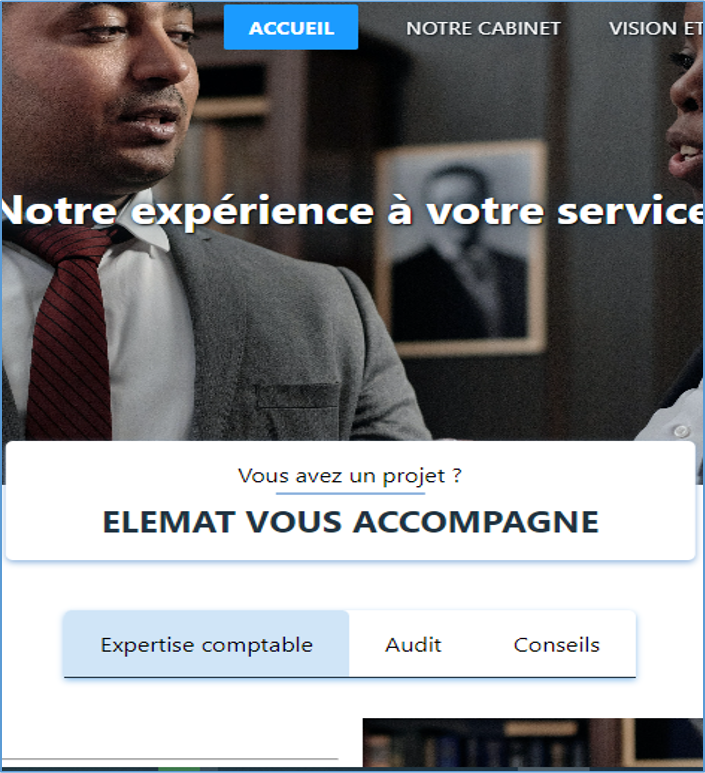 ACCUEIL NOTRE CABINET VISION ET
Notre expérience à votre service
Vous avez un projet ?
ELEMAT VOUS ACCOMPAGNE
Expertise comptable Audit Conseils